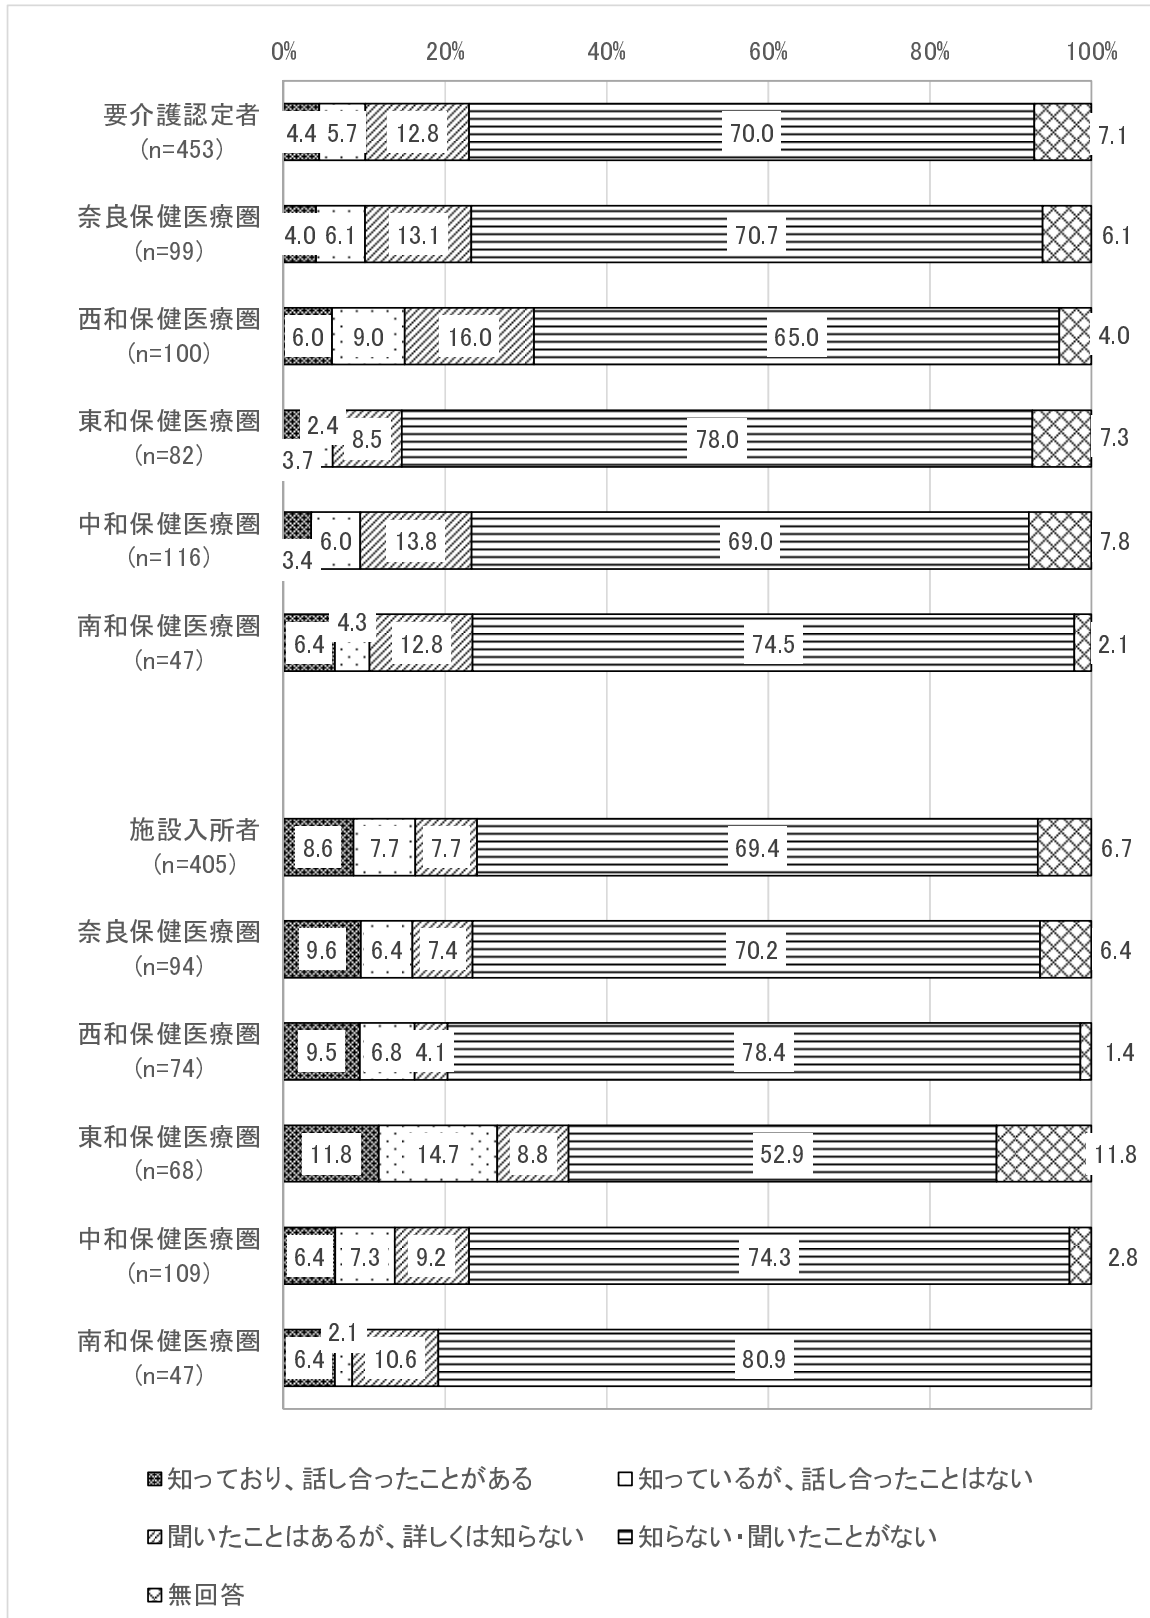 0% 20% 40% 60% 80% 100%
要介護認定者
(n=453)
4.4 5.7 12.8 70.0 7.1
奈良保健医療圏
(n=99)
4.0 6.1 13.1 70.7 6.1
西和保健医療圏
(n=100)
6.0 9.0 16.0 65.0 4.0
東和保健医療圏
(n=82)
2.4
3.7 8.5 78.0 7.3
中和保健医療圏
(n=116)
3.4 6.0 13.8 69.0 7.8
南和保健医療圏
(n=47)
6.4 4.3 12.8 74.5 2.1
施設入所者
(n=405)
8.6 7.7 7.7 69.4 6.7
奈良保健医療圏
(n=94)
9.6 6.4 7.4 70.2 6.4
西和保健医療圏
(n=74)
9.5 6.8 4.1 78.4 1.4
東和保健医療圏
(n=68)
11.8 14.7 8.8 52.9 11.8
中和保健医療圏
(n=109)
6.4 7.3 9.2 74.3 2.8
南和保健医療圏
(n=47)
6.4 2.1 10.6 80.9
知っており、話し合ったことがある 知っているが、話し合ったことはない
聞いたことはあるが、詳しくは知らない 知らない・聞いたことがない
無回答